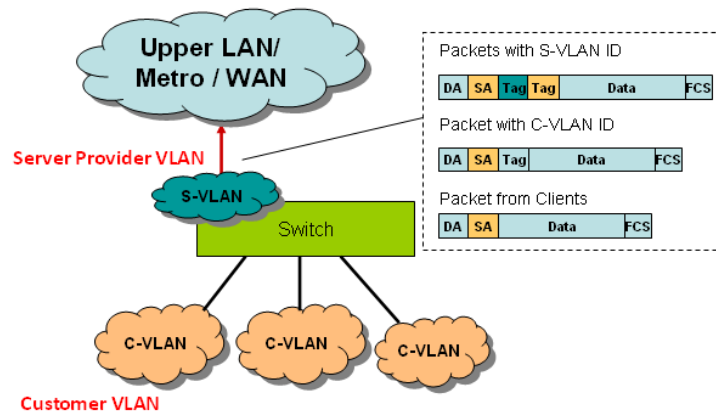 Upper LAN/
Metro / WAN
Server Provider VLAN
S-VLAN
Switch
C-VLAN
C-VLAN
C-VLAN
Customer VLAN
Packets with S-VLAN ID
DA SA Tag Tag Data FCS
Packet with C-VLAN ID
DA SA Tag Data FCS
Packet from Clients
DA SA Data FCS